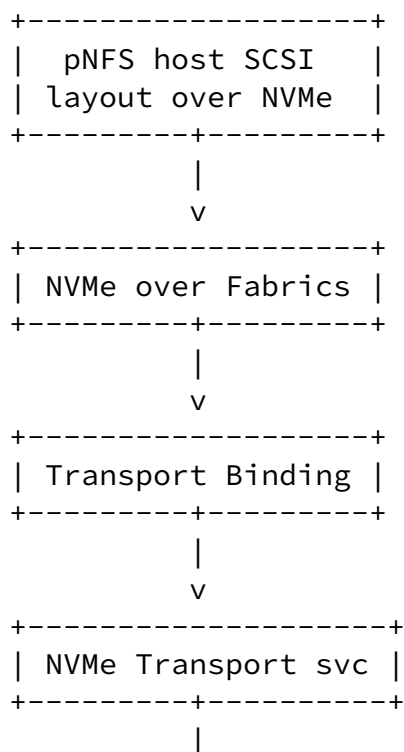 pNFS host SCSI
layout over NVMe
NVMe over Fabrics
Transport Binding
NVMe Transport svc